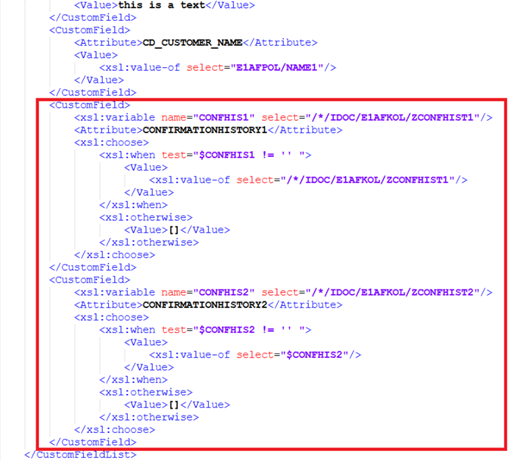 <Value>this is a text</Value>
</CustomField>
<CustomField>
<Attribute>CD_CUSTOMER_NAME</Attribute>
<Value>
<xsl:value-of select="E1AFPOL/NAME1"/>
</Value>
</CustomField>
<CustomField>
<xsl:variable name="CONFHIS1" select="/*/IDOC/E1AFKOL/ZCONFHIST1"/>
<Attribute>CONFIRMATIONHISTORY1</Attribute>
<xsl:choose>
<xsl:when test="$CONFHIS1 != '' ">
<Value>
<xsl:value-of select="/*/IDOC/E1AFKOL/ZCONFHIST1"/>
</Value>
</xsl:when>
<xsl:otherwise>
<Value>[]</Value>
</xsl:otherwise>
</xsl:choose>
</CustomField>
<CustomField>
<xsl:variable name="CONFHIS2" select="/*/IDOC/E1AFKOL/ZCONFHIST2"/>
<Attribute>CONFIRMATIONHISTORY2</Attribute>
<xsl:choose>
<xsl:when test="$CONFHIS2 != '' ">
<Value>
<xsl:value-of select="$CONFHIS2"/>
</Value>
</xsl:when>
<xsl:otherwise>
<Value>[]</Value>
</xsl:otherwise>
</xsl:choose>
</CustomField>
</CustomFieldList>